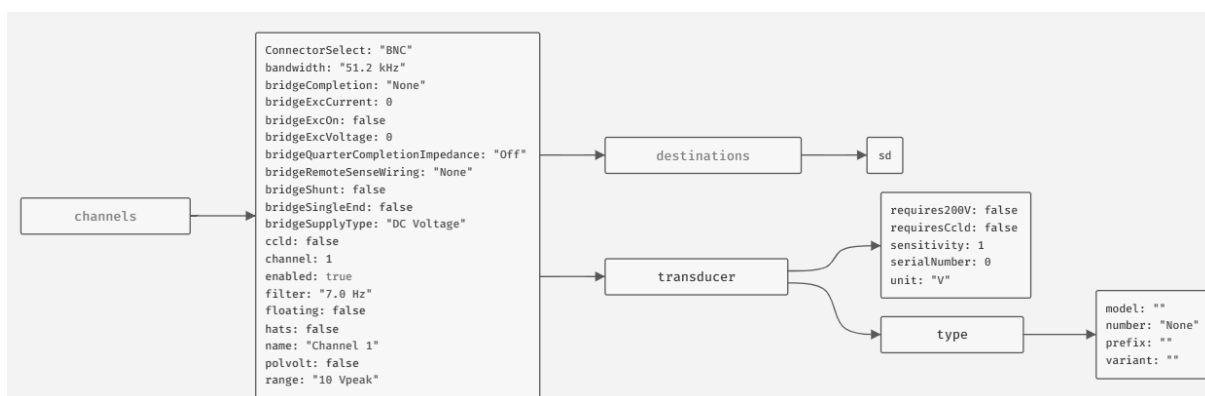 channels
ConnectorSelect: "BNC"
bandwidth: "51.2 kHz"
bridgeCompletion: "None"
bridgeExcCurrent: 0
bridgeExcOn: false
bridgeExcVoltage: 0
bridgeQuarterCompletionImpedance: "Off"
bridgeRemoteSenseWiring: "None"
bridgeShunt: false
bridgeSingleEnd: false
bridgeSupplyType: "DC Voltage"
ccld: false
channel: 1
enabled: true
filter: "7.0 Hz"
floating: false
hats: false
name: "Channel 1"
polvolt: false
range: "10 Vpeak"
destinations
sd
transducer
requires200V: false
requiresCcld: false
sensitivity: 1
serialNumber: 0
unit: "V"
type
model: ""
number: "None"
prefix: ""
variant: ""